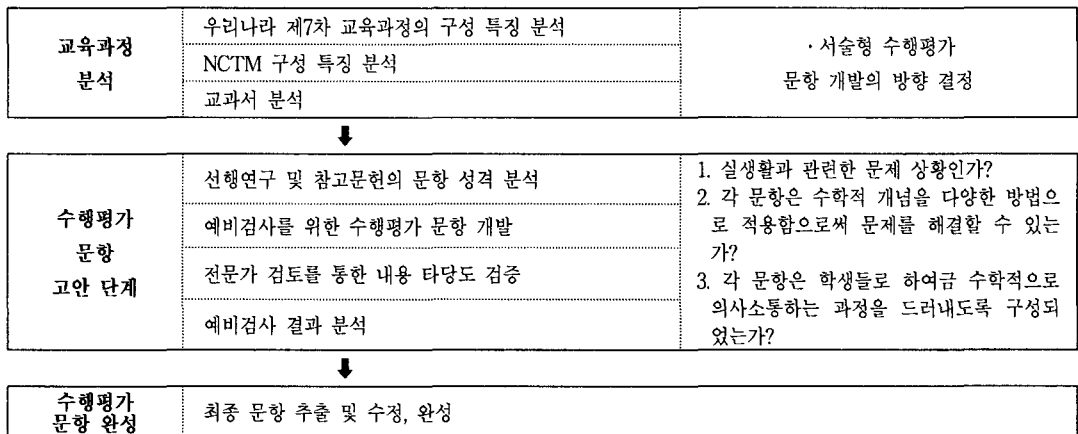 교육과정
분석
우리나라 제7차 교육과정의 구성 특징 분석
NCTM 구성 특징 분석
교과서 분석
· 서술형 수행평가
문항 개발의 방향 결정
수행평가
문항
고안 단계
선행연구 및 참고문헌의 문항 성격 분석
예비검사를 위한 수행평가 문항 개발
전문가 검토를 통한 내용 타당도 검증
예비검사 결과 분석
1. 실생활과 관련한 문제 상황인가?
2. 각 문항은 수학적 개념을 다양한 방법으
로 적용함으로써 문제를 해결할 수 있는
가?
3. 각 문항은 학생들로 하여금 수학적으로
의사소통하는 과정을 드러내도록 구성되
었는가?
수행평가
문항 완성
최종 문항 추출 및 수정, 완성